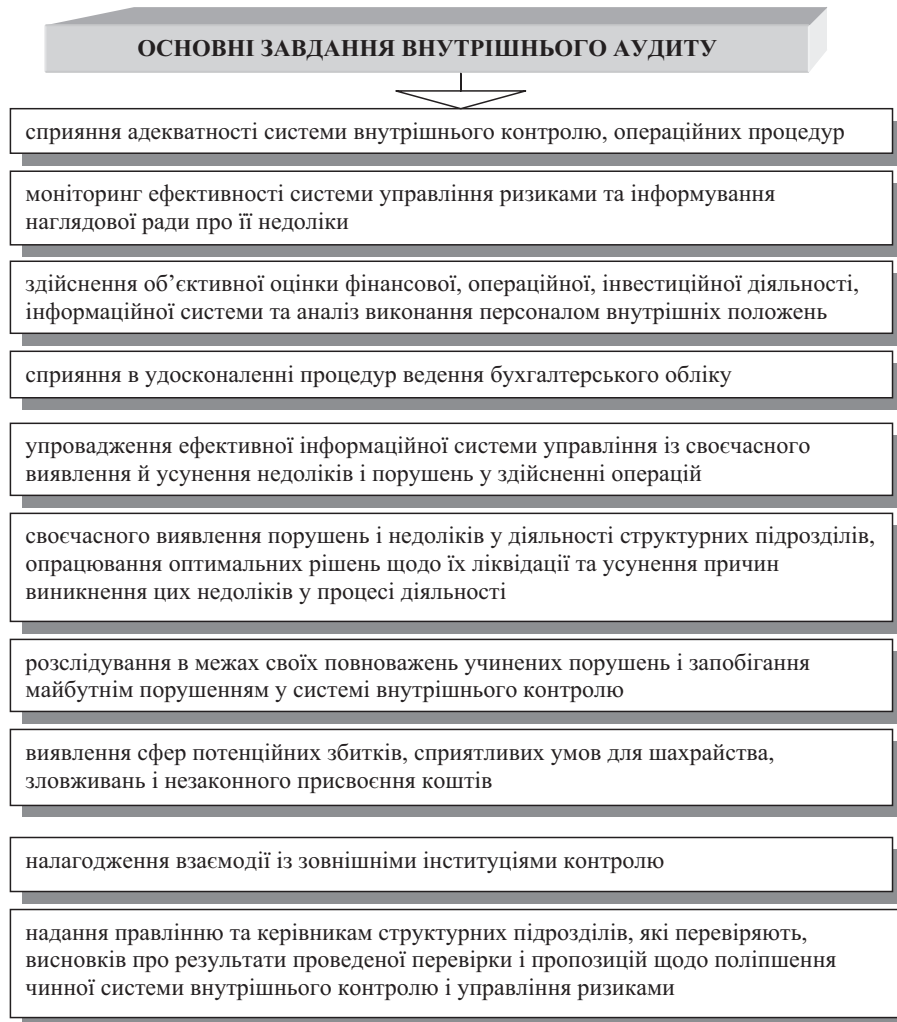 ОСНОВНІ ЗАВДАННЯ ВНУТРІШНЬОГО АУДИТУ
сприяння адекватності системи внутрішнього контролю, операційних процедур
моніторинг ефективності системи управління ризиками та інформування
наглядової ради про її недоліки
здійснення об’єктивної оцінки фінансової, операційної, інвестиційної діяльності,
інформаційної системи та аналіз виконання персоналом внутрішніх положень
сприяння в удосконаленні процедур ведення бухгалтерського обліку
упровадження ефективної інформаційної системи управління із своєчасного
виявлення й усунення недоліків і порушень у здійсненні операцій
своєчасного виявлення порушень і недоліків у діяльності структурних підрозділів,
опрацювання оптимальних рішень щодо їх ліквідації та усунення причин
виникнення цих недоліків у процесі діяльності
розслідування в межах своїх повноважень учинених порушень і запобігання
майбутнім порушенням у системі внутрішнього контролю
виявлення сфер потенційних збитків, сприятливих умов для шахрайства,
зловживань і незаконного присвоєння коштів
налагодження взаємодії із зовнішніми інституціями контролю
надання правлінню та керівникам структурних підрозділів, які перевіряють,
висновків про результати проведеної перевірки і пропозицій щодо поліпшення
чинної системи внутрішнього контролю і управління ризиками